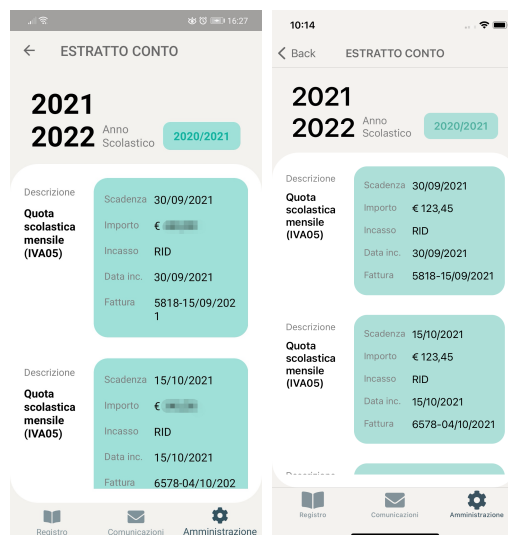 16:27
ESTRATTO CONTO
2021
2022 Anno Scolastico 2020/2021
Descrizione
Quota
scolastica
mensile
(IVA05)
Scadenza 30/09/2021
Importo €
Incasso RID
Data inc. 30/09/2021
Fattura 5818-15/09/202
1
Descrizione
Quota
scolastica
mensile
(IVA05)
Scadenza 15/10/2021
Importo €
Incasso RID
Data inc. 15/10/2021
Fattura 6578-04/10/202
Registro Comunicazioni Amministrazione
10:14
Back ESTRATTO CONTO
2021
2022 Anno Scolastico 2020/2021
Descrizione
Quota
scolastica
mensile
(IVA05)
Scadenza 30/09/2021
Importo € 123,45
Incasso RID
Data inc. 30/09/2021
Fattura 5818-15/09/2021
Descrizione
Quota
scolastica
mensile
(IVA05)
Scadenza 15/10/2021
Importo € 123,45
Incasso RID
Data inc. 15/10/2021
Fattura 6578-04/10/2021
Registro Comunicazioni Amministrazione